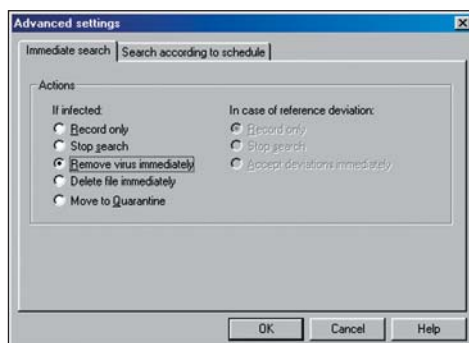 Advanced settings
Immediate search
Search according to schedule
Actions
If infected:
Record only
Stop search
Remove virus immediately
Delete file immediately
Move to Quarantine
In case of reference deviation:
Record only
Stop search
Accept deviations immediately
OK
Cancel
Help